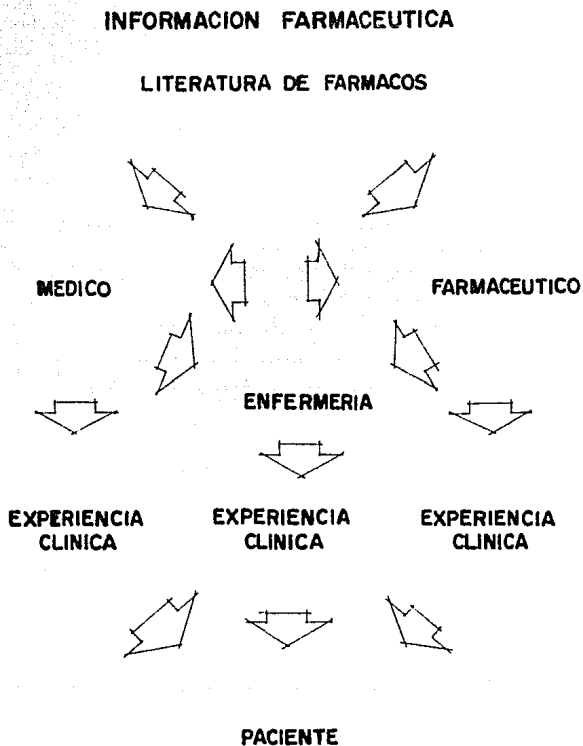 INFORMACION FARMACEUTICA
LITERATURA DE FARMACOS
MEDICO
FARMACEUTICO
ENFERMERIA
EXPERIENCIA
CLINICA
EXPERIENCIA
CLINICA
EXPERIENCIA
CLINICA
PACIENTE